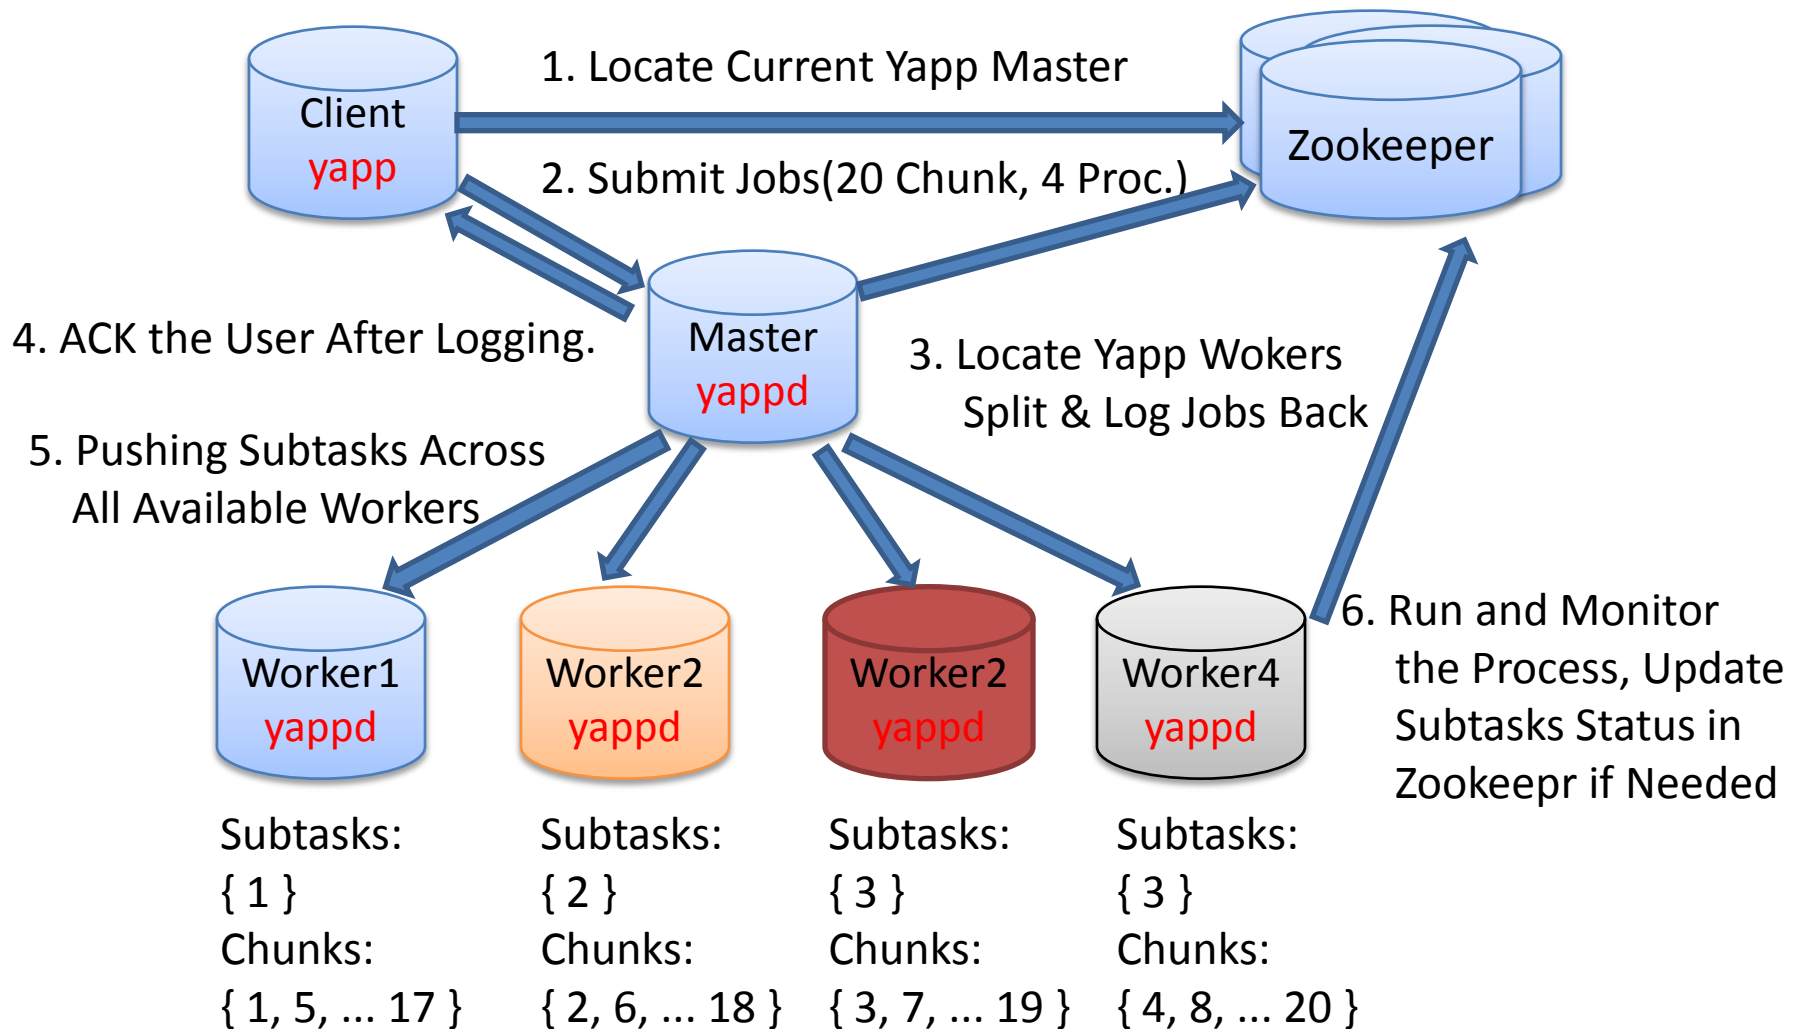 1. Locate Current Yapp Master
Client
yapp
Zookeeper
2. Submit Jobs(20 Chunk, 4 Proc.)
4. ACK the User After Logging.
Master
yappd
3. Locate Yapp Wokers
Split & Log Jobs Back
5. Pushing Subtasks Across
All Available Workers
Worker1
yappd
Worker2
yappd
Worker2
yappd
Worker4
yappd
6. Run and Monitor
the Process, Update
Subtasks Status in
Zookeepr if Needed
Subtasks:
{ 1 }
Chunks:
{ 1, 5, ... 17 }
Subtasks:
{ 2 }
Chunks:
{ 2, 6, ... 18 }
Subtasks:
{ 3 }
Chunks:
{ 3, 7, ... 19 }
Subtasks:
{ 3 }
Chunks:
{ 4, 8, ... 20 }